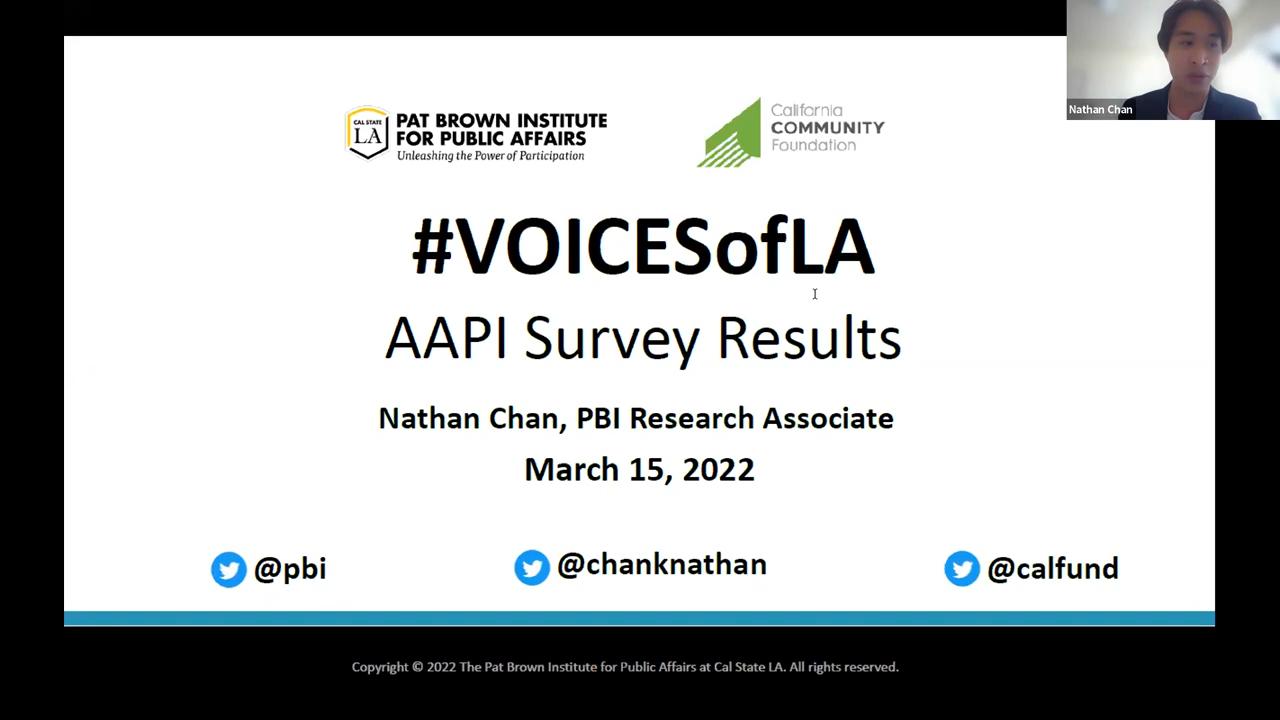 Nathan Chan
CAL STATE
LA
PAT BROWN INSTITUTE
FOR PUBLIC AFFAIRS
Unleashing the Power of Participation
California
COMMUNITY
Foundation
#VOICESofLA
AAPI Survey Results
Nathan Chan, PBI Research Associate
March 15, 2022
@pbi
@chanknathan
@calfund
Copyright © 2022 The Pat Brown Institute for Public Affairs at Cal State LA. All rights reserved.